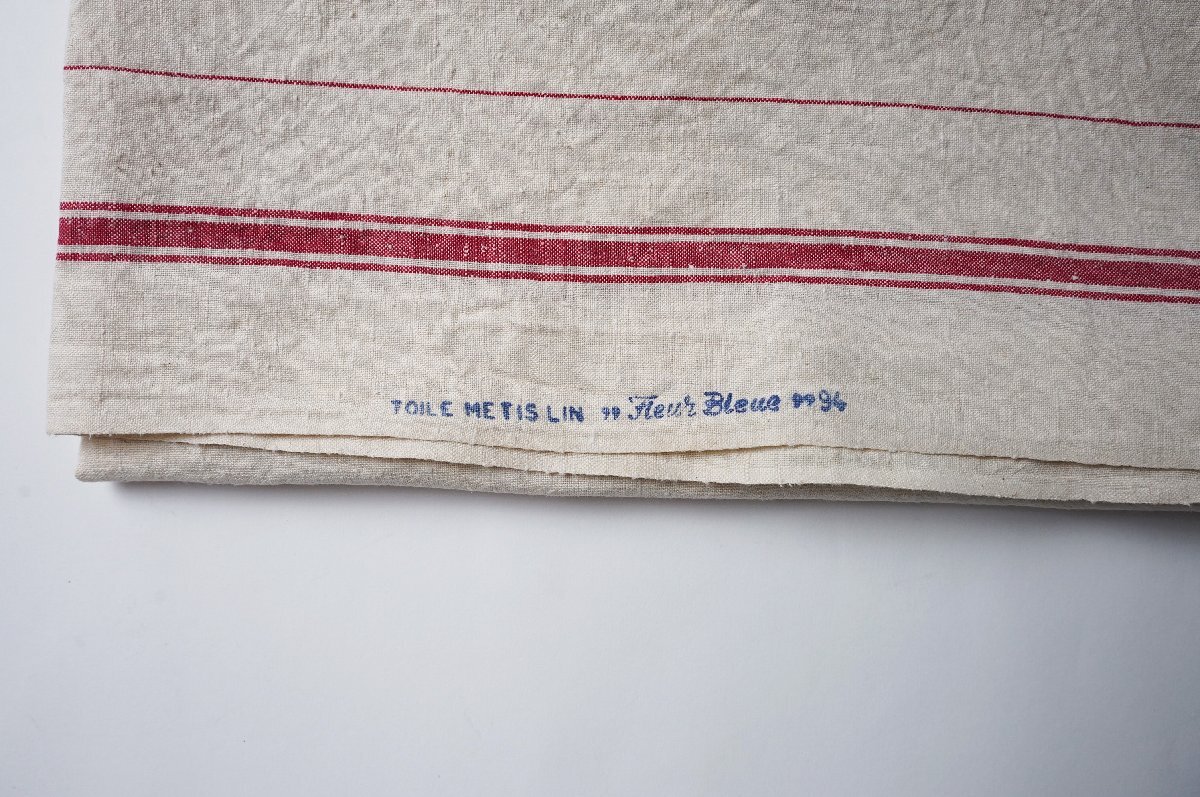 TOILE METIS LIN „ Fleur Bleue „ 94